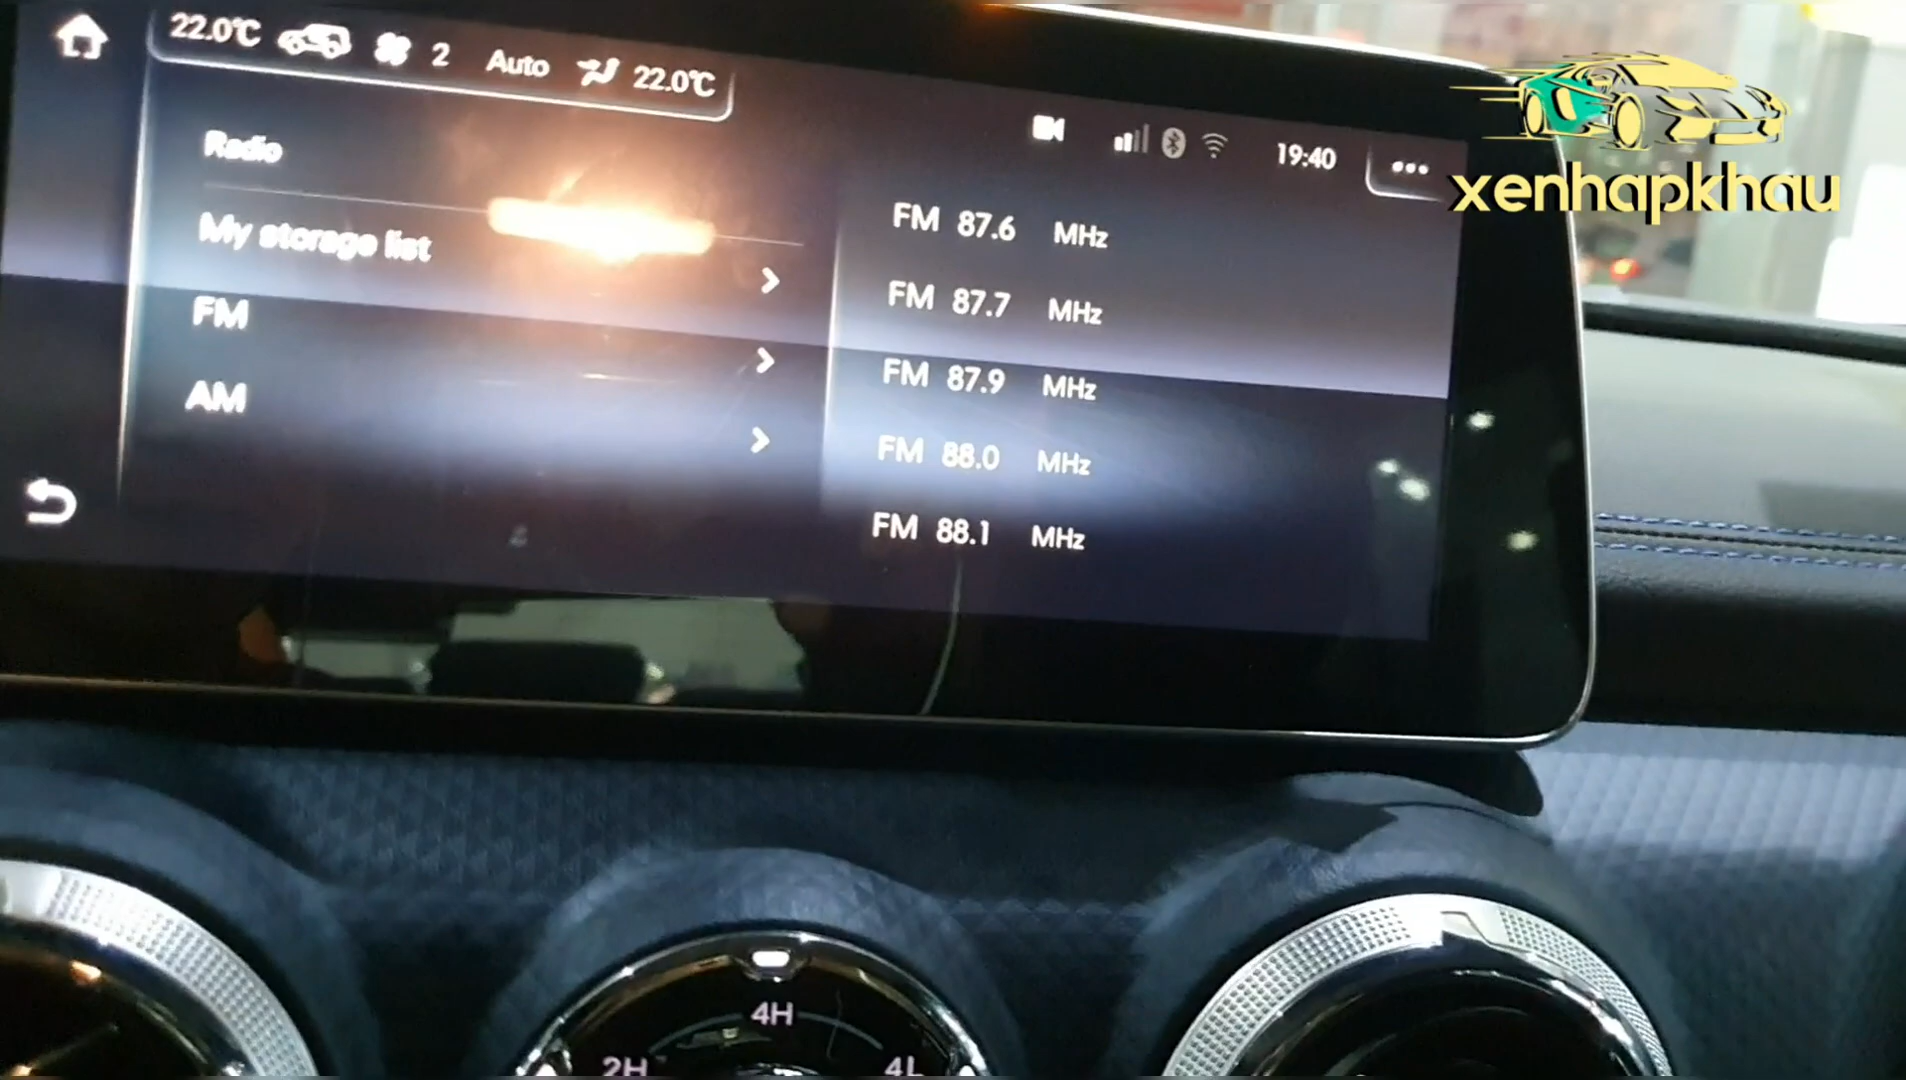 22.0℃ 2 Auto 22.0℃
19:40
xenhapkhau
Radio
My storage list
FM
AM
FM 87.6 MHz
FM 87.7 MHz
FM 87.9 MHz
FM 88.0 MHz
FM 88.1 MHz
4H
2H
4L